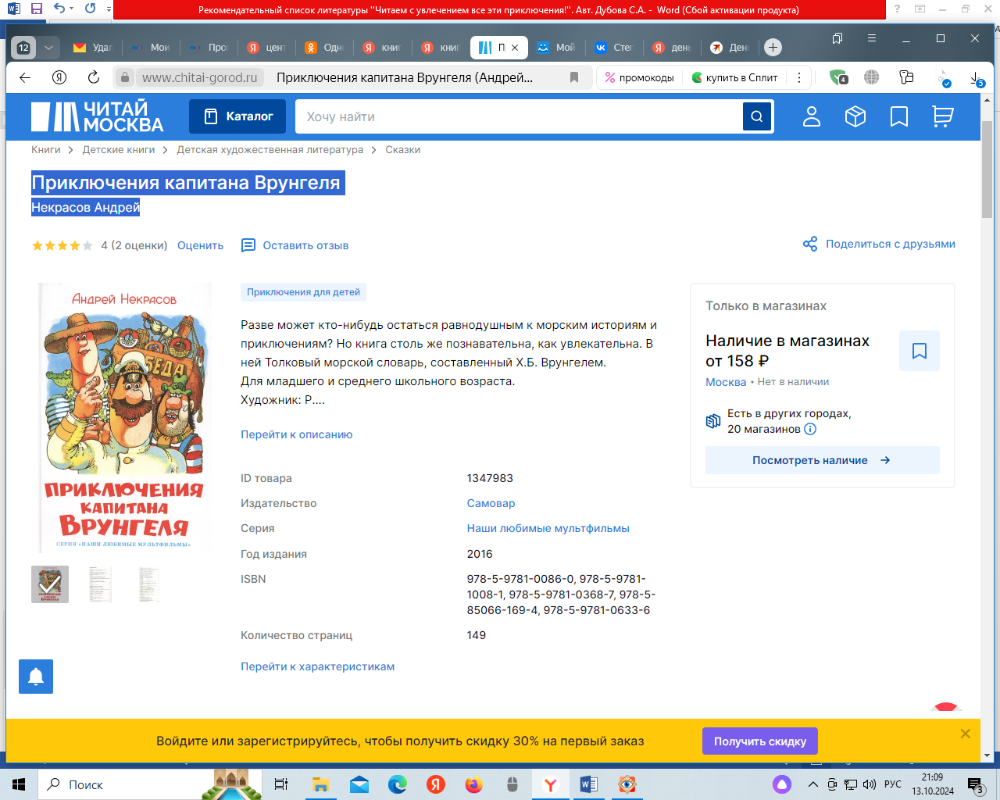 Рекомендательный список литературы "Читаем с увлечением все эти приключения!". Авт. Дубова С.А. - Word (Сбой активации продукта)
12
Удал
Мои
Про
цент
Одно
книг
книг
Пр
Мой
Стег
день
День
www.chitai-gorod.ru
Приключения капитана Врунгеля (Андрей...
промокоды
купить в Сплит
4
5
ЧИТАЙ
МОСКВА
Каталог
Хочу найти
Книги
Детские книги
Детская художественная литература
Сказки
Приключения капитана Врунгеля
Некрасов Андрей
4 (2 оценки)
Оценить
Оставить отзыв
Поделиться с друзьями
Андрей Некрасов
БЕДА
ПРИКЛЮЧЕНИЯ
КАПИТАНА
ВРУНГЕЛЯ
СЕРИЯ «НАШИ ЛЮБИМЫЕ МУЛЬТФИЛЬМЫ»
Приключения для детей
Разве может кто-нибудь остаться равнодушным к морским историям и
приключениям? Но книга столь же познавательна, как увлекательна. В
ней Толковый морской словарь, составленный Х.Б. Врунгелем.
Для младшего и среднего школьного возраста.
Художник: Р....
Перейти к описанию
ID товара
1347983
Издательство
Самовар
Серия
Наши любимые мультфильмы
Год издания
2016
ISBN
978-5-9781-0086-0, 978-5-9781-
1008-1, 978-5-9781-0368-7, 978-5-
85066-169-4, 978-5-9781-0633-6
Количество страниц
149
Перейти к характеристикам
Только в магазинах
Наличие в магазинах
от 158 ₽
Москва • Нет в наличии
Есть в других городах,
20 магазинов
Посмотреть наличие
Войдите или зарегистрируйтесь, чтобы получить скидку 30% на первый заказ
Получить скидку
Поиск
РУС
21:09
13.10.2024
3